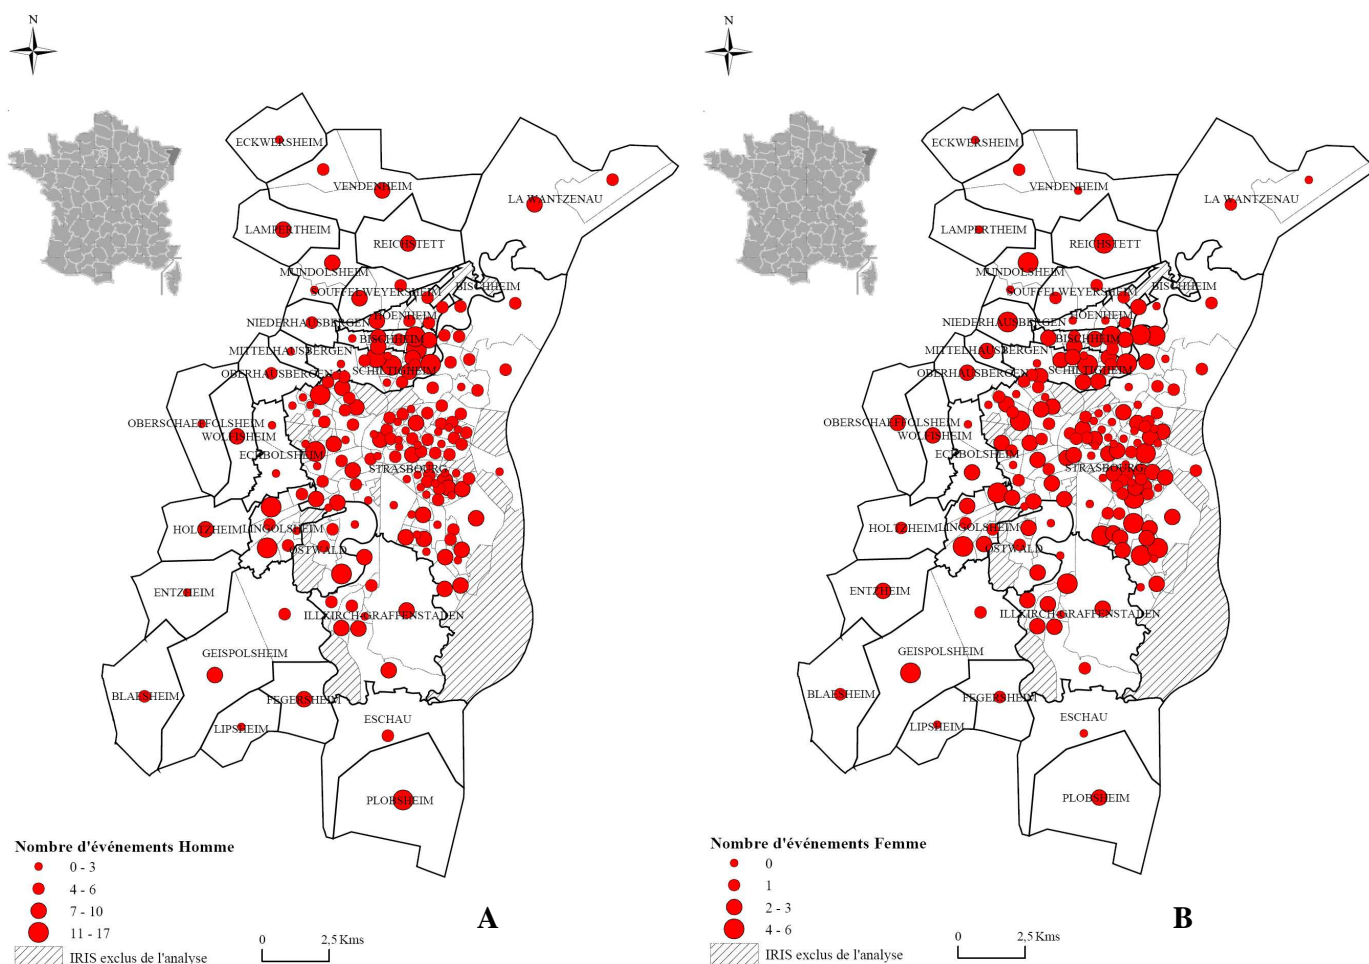 N
ECKWERSHEIM
VENDENHEIM
LA WANTZENAU
LAMPERTHEIM
REICHSTETT
MUNDOLSHEIM
BISCHHEIM
SOUFFELWEYERSHEIM
NIEDERHAUSBERGEN
HOENHEIM
BISCHHEIM
MITTELHAUSBERGEN
SCHILTIGHEIM
OBERHAUSBERGEN
OBERSCHAEFFOLSHEIM
WOLFISHEIM
ECKBOLSHEIM
STRASBOURG
HOLTZHEIM
LINGOLSHEIM
OSTWALD
ENTZHEIM
ILLKIRCH-GRAFFENSTADEN
GEISPOLSHEIM
BLAESHEIM
FEGERSHEIM
LIPSHEIM
ESCHAU
PLOBSHEIM
Nombre d'événements Homme
0 - 3
4 - 6
7 - 10
11 - 17
IRIS exclus de l'analyse
0 2,5 Kms
A
N
ECKWERSHEIM
VENDENHEIM
LA WANTZENAU
LAMPERTHEIM
REICHSTETT
MUNDOLSHEIM
BISCHHEIM
SOUFFELWEYERSHEIM
NIEDERHAUSBERGEN
HOENHEIM
BISCHHEIM
MITTELHAUSBERGEN
SCHILTIGHEIM
OBERHAUSBERGEN
OBERSCHAEFFOLSHEIM
WOLFISHEIM
ECKBOLSHEIM
STRASBOURG
HOLTZHEIM
LINGOLSHEIM
OSTWALD
ENTZHEIM
ILLKIRCH-GRAFFENSTADEN
GEISPOLSHEIM
BLAESHEIM
FEGERSHEIM
LIPSHEIM
ESCHAU
PLOBSHEIM
Nombre d'événements Femme
0
1
2 - 3
4 - 6
IRIS exclus de l'analyse
0 2,5 Kms
B